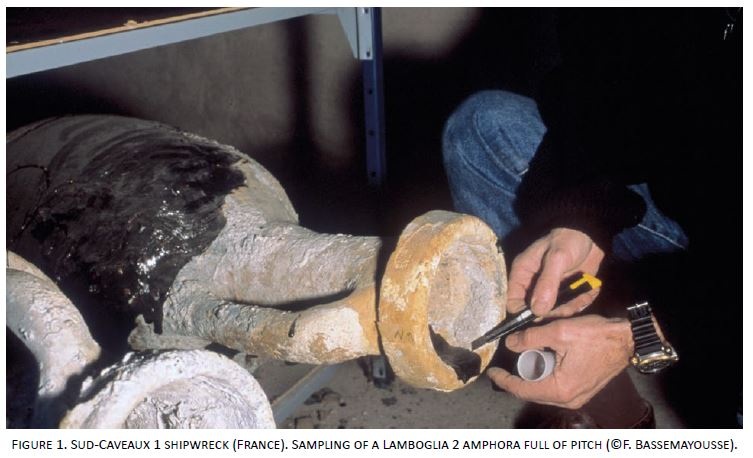 FIGURE 1. SUD-CAVEAUX 1 SHIPWRECK (FRANCE). SAMPLING OF A LAMBOGLIA 2 AMPHORA FULL OF PITCH (©F. BASSEMAYOUSSE).